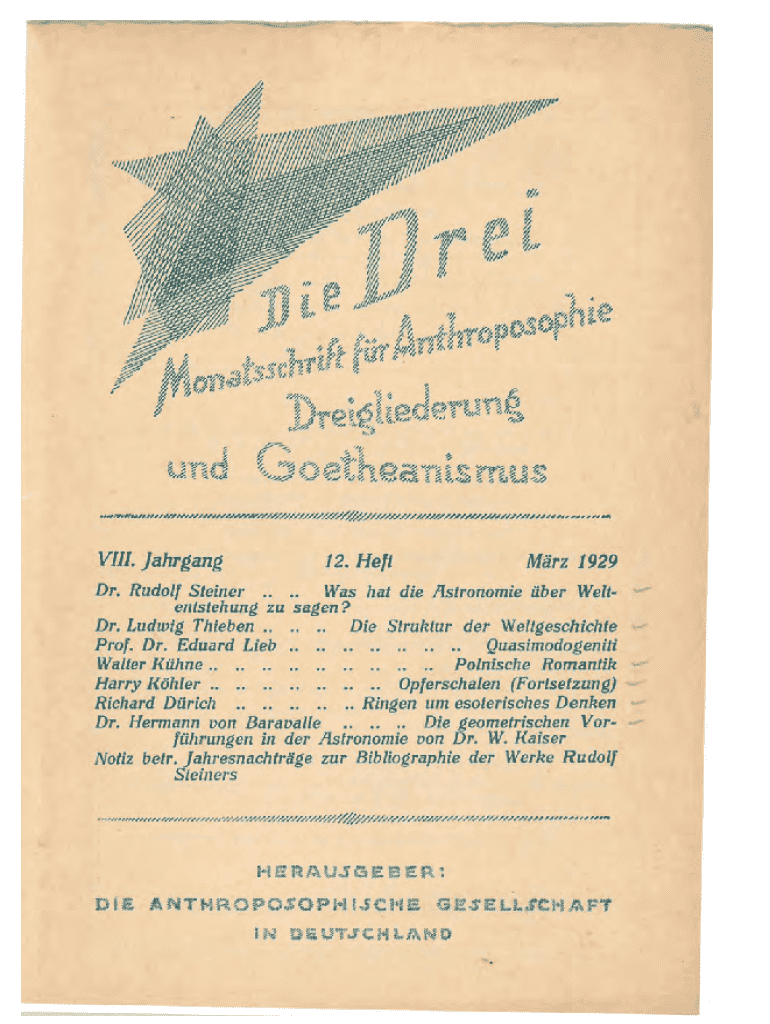 Die Drei
Monatsschrift für Anthroposophie
Dreigliederung
und Goetheanismus
VIII. Jahrgang 12. Heft März 1929
Dr. Rudolf Steiner .. .. Was hat die Astronomie über Welt-
entstehung zu sagen?
Dr. Ludwig Thieben .. .. .. Die Struktur der Weltgeschichte
Prof. Dr. Eduard Lieb .. .. .. .. .. .. .. Quasimodogeniti
Walter Kühne .. .. .. .. .. .. .. .. .. Polnische Romantik
Harry Köhler .. .. .. .. .. .. .. Opferschalen (Fortsetzung)
Richard Dürich .. .. .. .. .. Ringen um esoterisches Denken
Dr. Hermann von Baravalle .. .. .. Die geometrischen Vor-
führungen in der Astronomie von Dr. W. Kaiser
Notiz betr. Jahresnachträge zur Bibliographie der Werke Rudolf
Steiners
HERAUSGEBER:
DIE ANTHROPOSOPHISCHE GESELLSCHAFT
IN DEUTSCHLAND